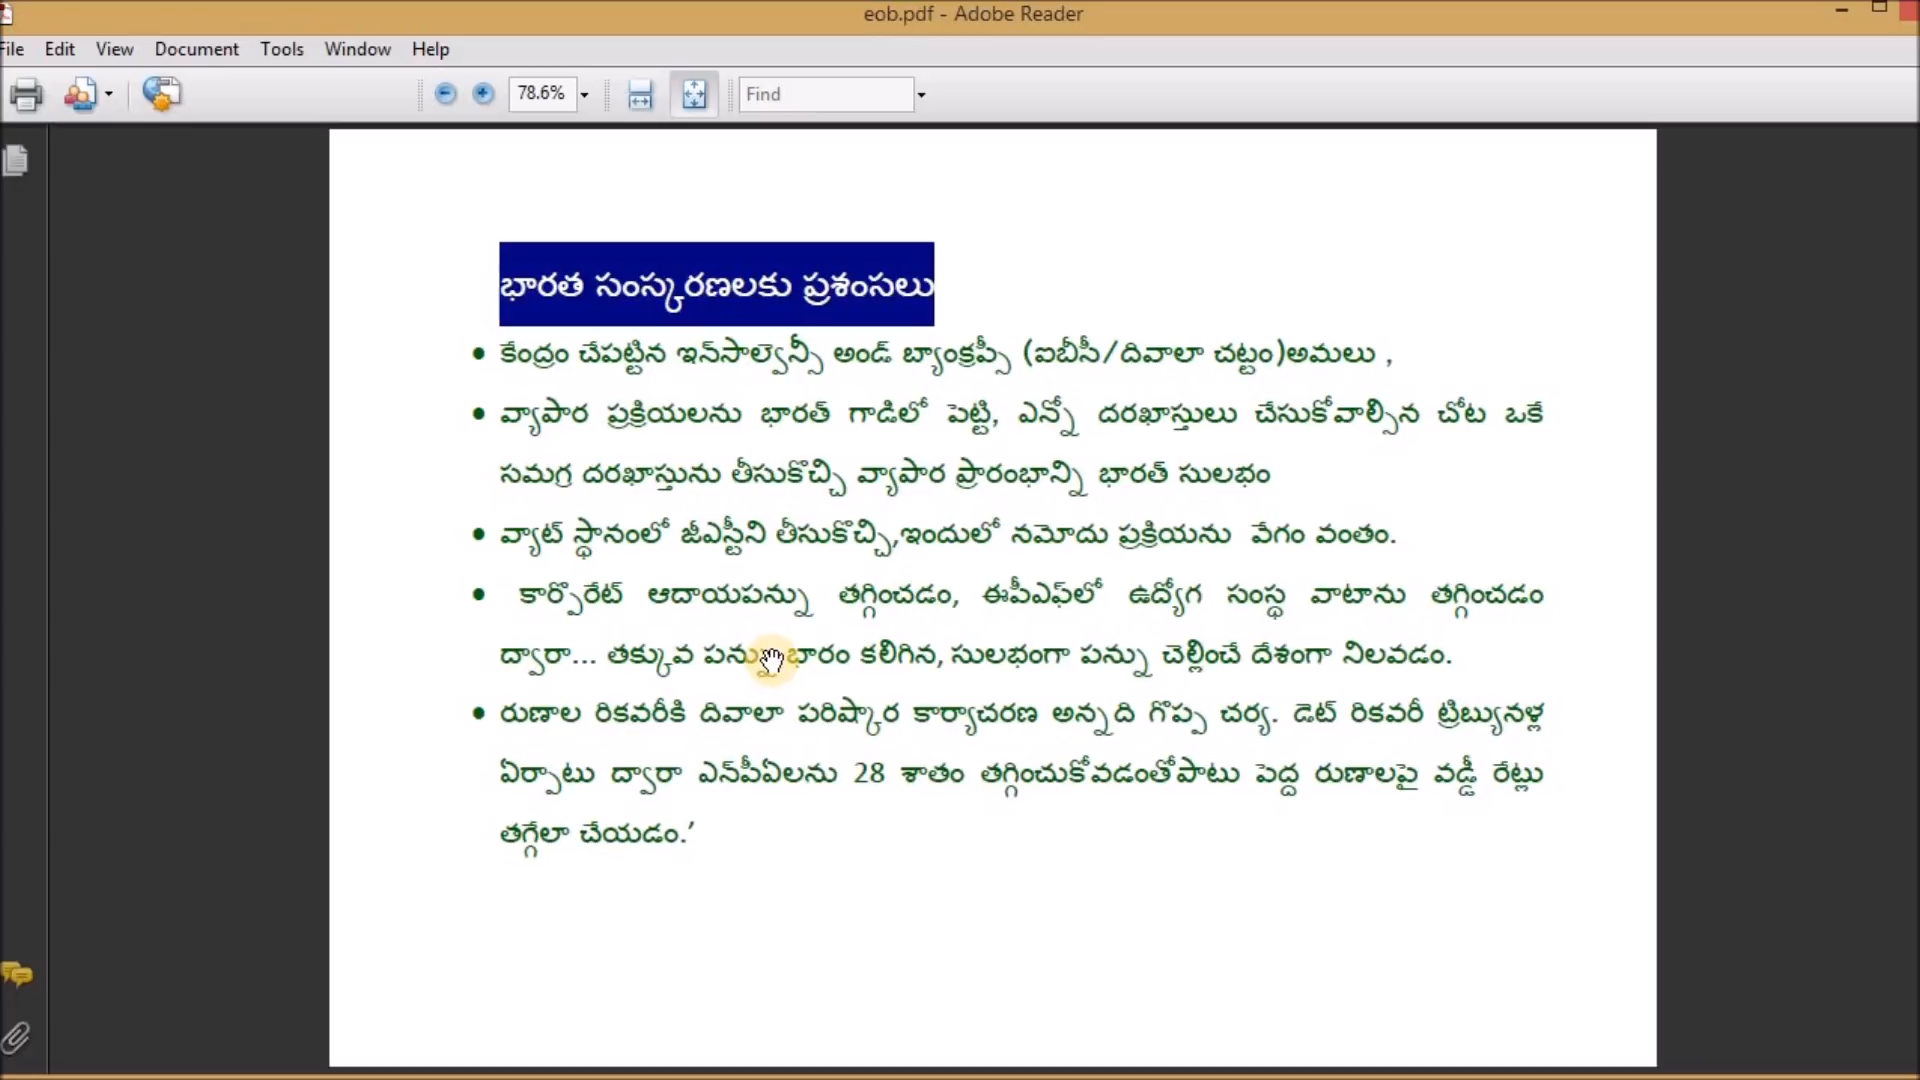 eob.pdf - Adobe Reader
File Edit View Document Tools Window Help
78.6% Find
భారత సంస్కరణలకు ప్రశంసలు
• కేంద్రం చేపట్టిన ఇన్‌సాల్వెన్సీ అండ్ బ్యాంక్రప్సీ (ఐబీసీ/దివాలా చట్టం)అమలు ,
• వ్యాపార ప్రక్రియలను భారత్ గాడిలో పెట్టి, ఎన్నో దరఖాస్తులు చేసుకోవాల్సిన చోట ఒకే
సమగ్ర దరఖాస్తును తీసుకొచ్చి వ్యాపార ప్రారంభాన్ని భారత్ సులభం
• వ్యాట్ స్థానంలో జీఎస్టీని తీసుకొచ్చి,ఇందులో నమోదు ప్రక్రియను వేగం వంతం.
• కార్పొరేట్ ఆదాయపన్ను తగ్గించడం, ఈపీఎఫ్‌లో ఉద్యోగ సంస్థ వాటాను తగ్గించడం
ద్వారా... తక్కువ పన్ను భారం కలిగిన, సులభంగా పన్ను చెల్లించే దేశంగా నిలవడం.
• రుణాల రికవరీకి దివాలా పరిష్కార కార్యాచరణ అన్నది గొప్ప చర్య. డెట్ రికవరీ ట్రిబ్యునళ్ల
ఏర్పాటు ద్వారా ఎన్‌పీఏలను 28 శాతం తగ్గించుకోవడంతోపాటు పెద్ద రుణాలపై వడ్డీ రేట్లు
తగ్గేలా చేయడం.’